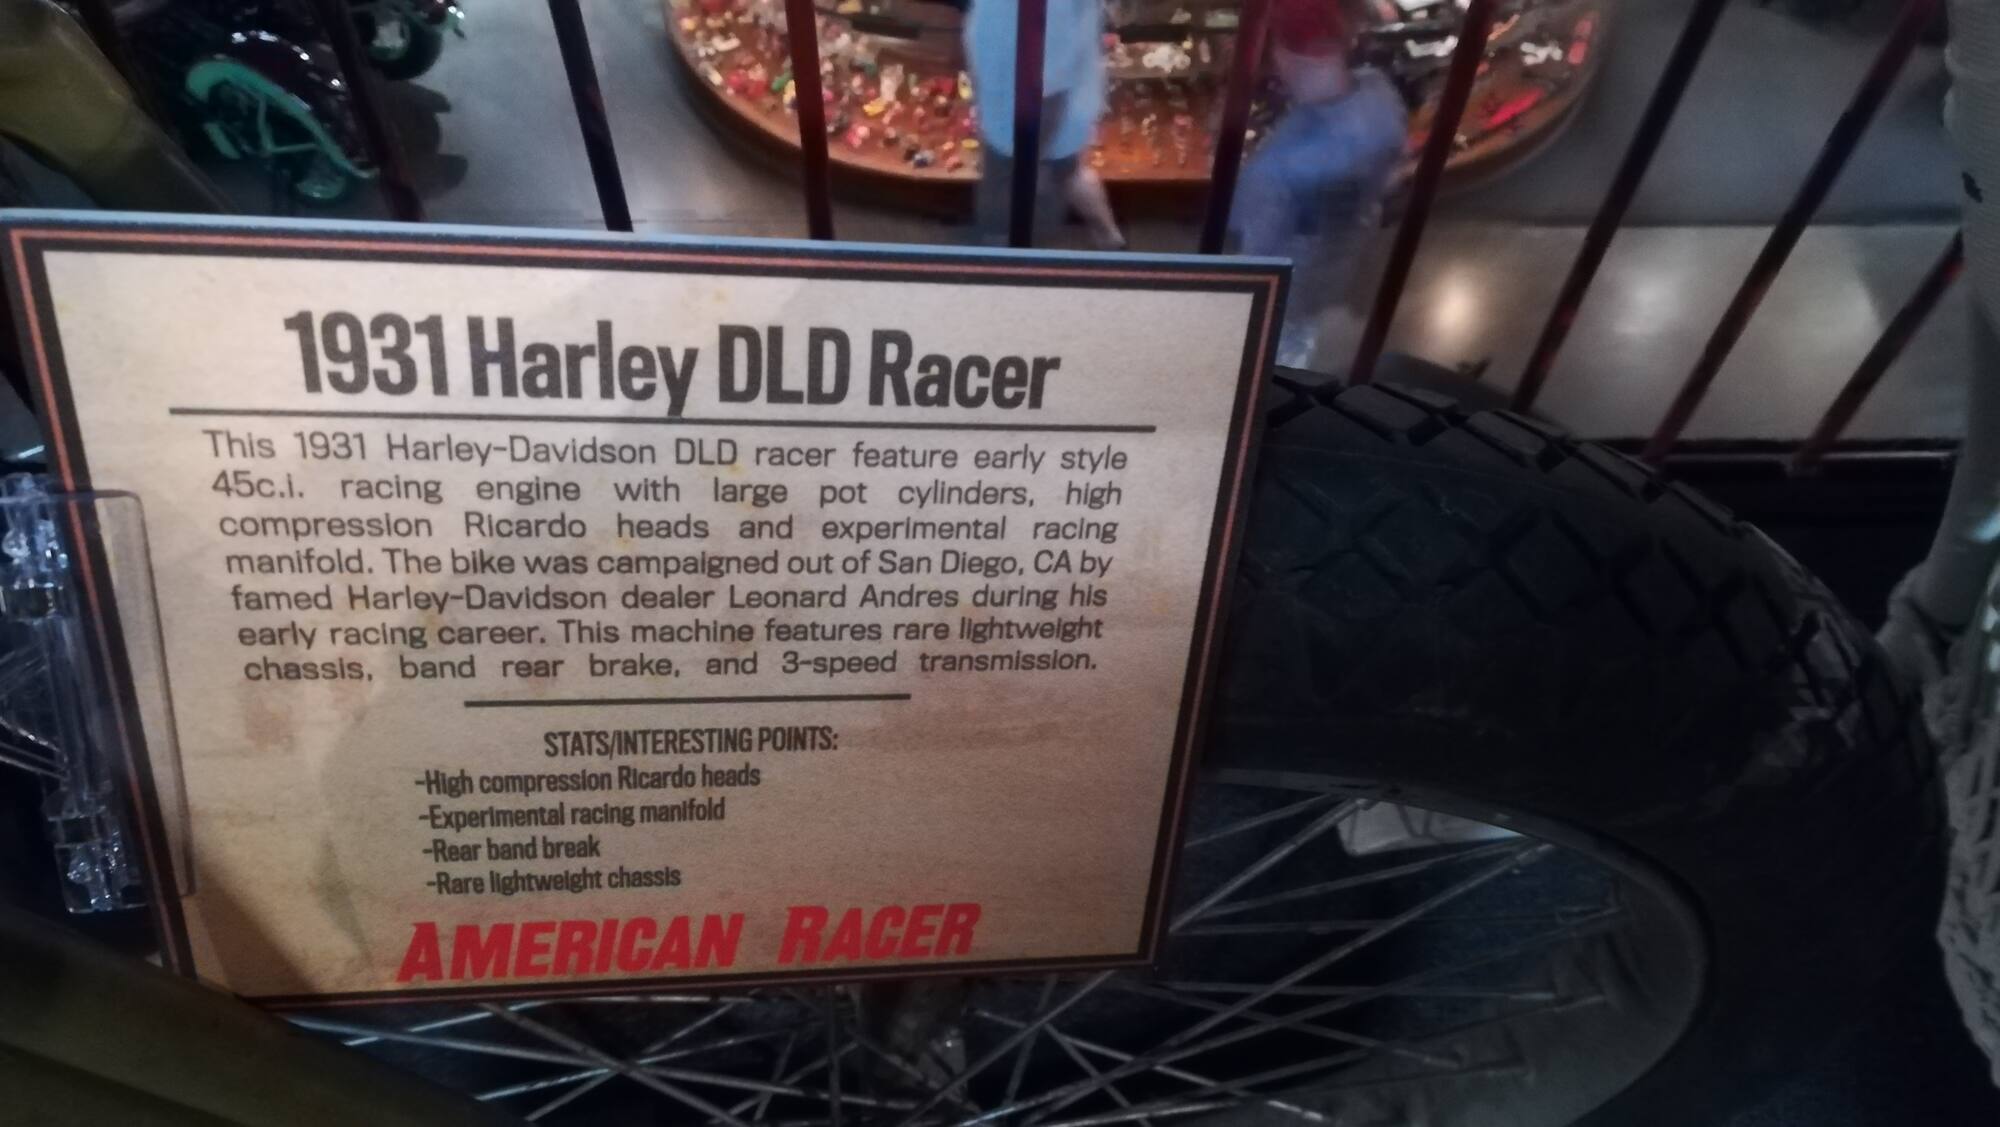 1931 Harley DLD Racer
This 1931 Harley-Davidson DLD racer feature early style
45c.i. racing engine with large pot cylinders, high
compression Ricardo heads and experimental racing
manifold. The bike was campaigned out of San Diego, CA by
famed Harley-Davidson dealer Leonard Andres during his
early racing career. This machine features rare lightweight
chassis, band rear brake, and 3-speed transmission.
STATS/INTERESTING POINTS:
-High compression Ricardo heads
-Experimental racing manifold
-Rear band break
-Rare lightweight chassis
AMERICAN RACER